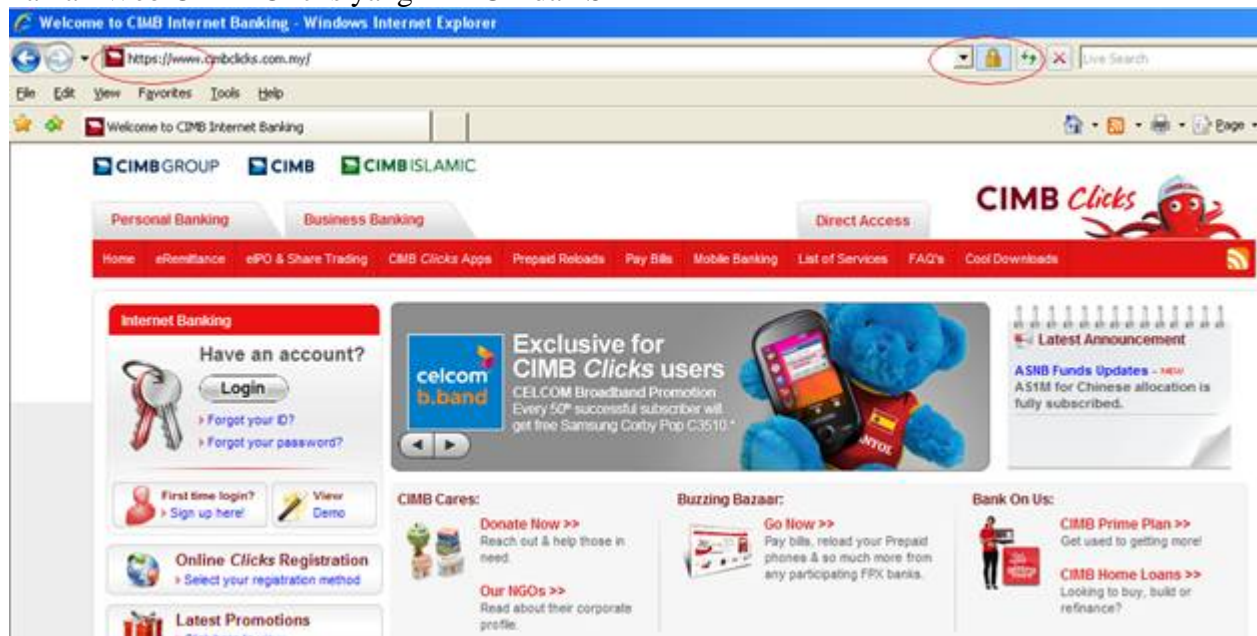 Welcome to CIMB Internet Banking - Windows Internet Explorer
https://www.cimbclicks.com.my/
Live Search
File Edit View Favorites Tools Help
Welcome to CIMB Internet Banking
Page
CIMB GROUP CIMB CIMB ISLAMIC
CIMB Clicks
Personal Banking Business Banking Direct Access
Home eRemittance eIPO & Share Trading CIMB Clicks Apps Prepaid Reloads Pay Bills Mobile Banking List of Services FAQ's Cool Downloads
Internet Banking
Have an account?
Login
Forgot your ID?
Forgot your password?
First time login?
Sign up here!
View
Demo
Online Clicks Registration
Select your registration method
Latest Promotions
celcom
b.band
Exclusive for
CIMB Clicks users
CELCOM Broadband Promotion
Every 50th successful subscriber will
get free Samsung Corby Pop C3510.*
Latest Announcement
ASNB Funds Updates - NEW
AS1M for Chinese allocation is
fully subscribed.
CIMB Cares:
Donate Now >>
Reach out & help those in
need.
Our NGOs >>
Read about their corporate
profile.
Buzzing Bazaar:
Go Now >>
Pay bills, reload your Prepaid
phones & so much more from
any participating FPX banks.
Bank On Us:
CIMB Prime Plan >>
Get used to getting more!
CIMB Home Loans >>
Looking to buy, build or
refinance?